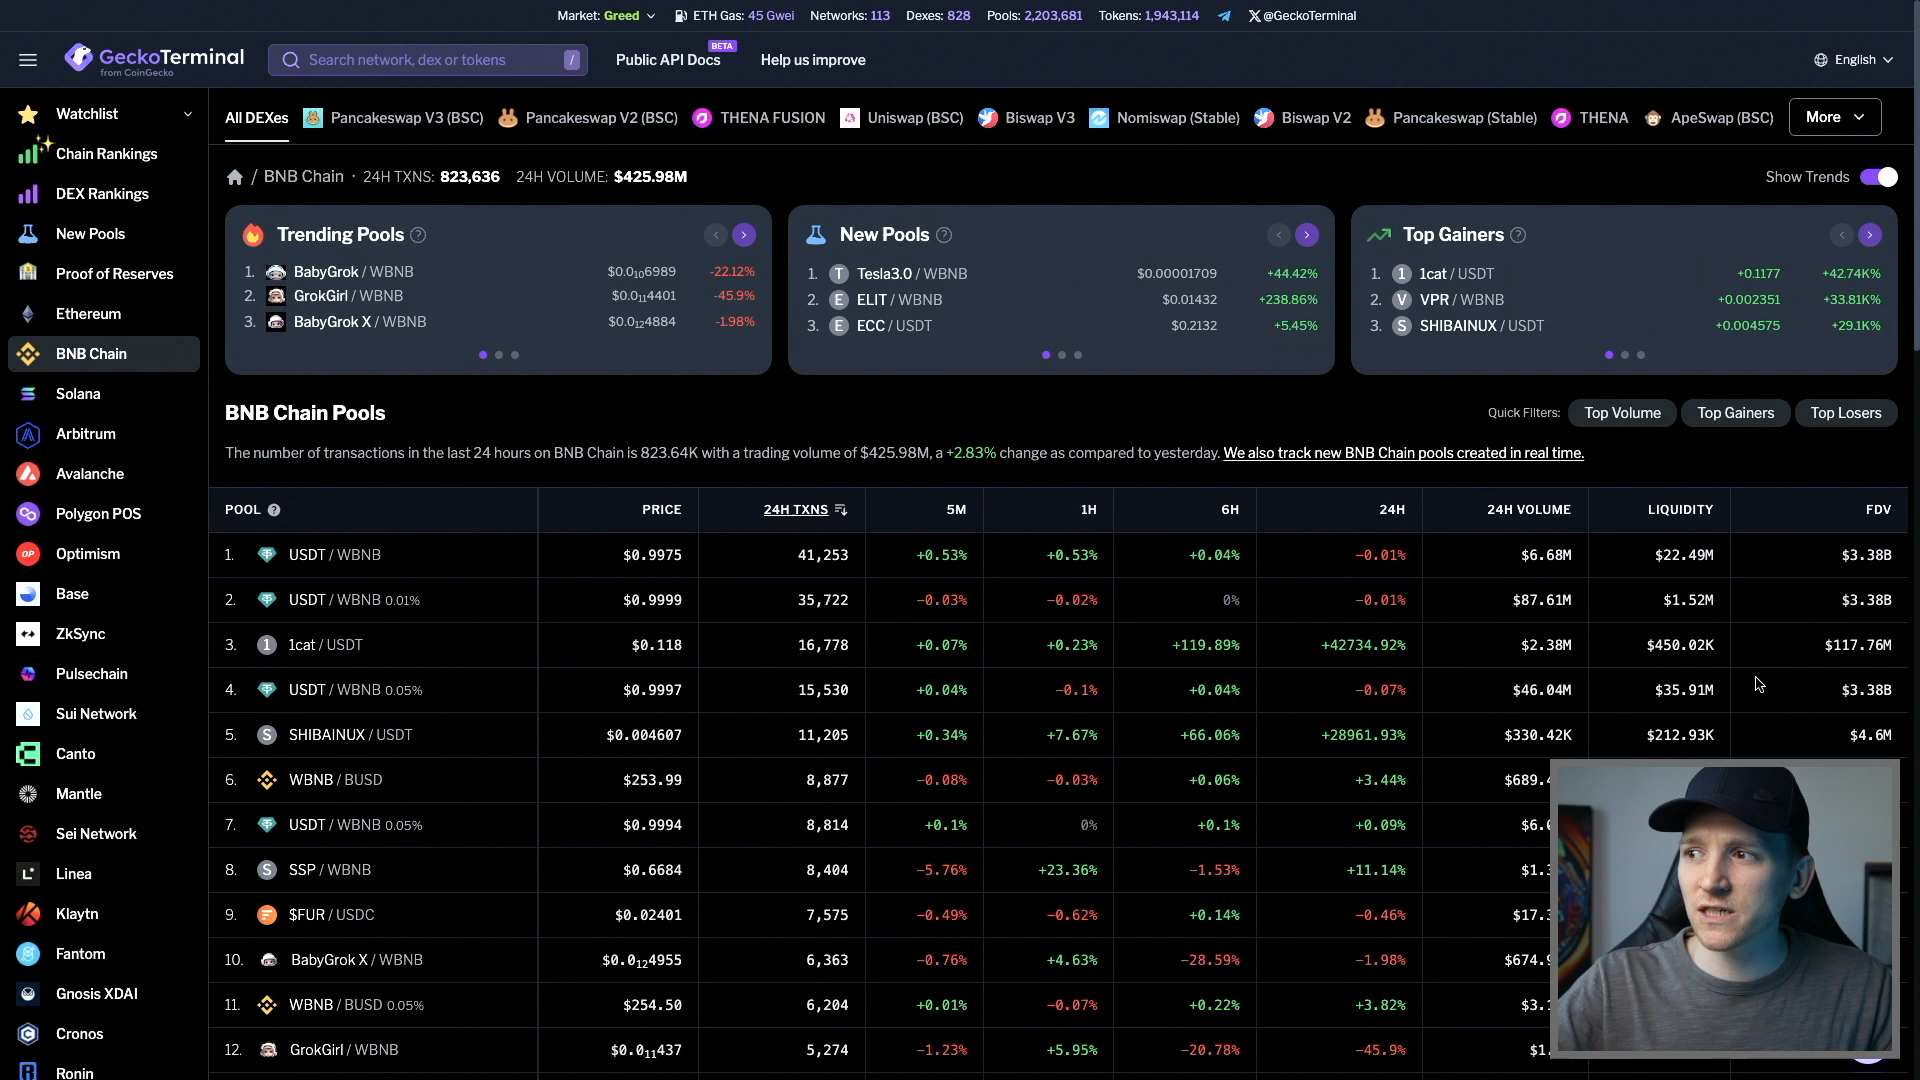 Market: Greed ETH Gas: 45 Gwei Networks: 113 Dexes: 828 Pools: 2,203,681 Tokens: 1,943,114 @GeckoTerminal
GeckoTerminal from CoinGecko Search network, dex or tokens / Public API Docs BETA Help us improve English
Watchlist
Chain Rankings
DEX Rankings
New Pools
Proof of Reserves
Ethereum
BNB Chain
Solana
Arbitrum
Avalanche
Polygon POS
Optimism
Base
ZkSync
Pulsechain
Sui Network
Canto
Mantle
Sei Network
Linea
Klaytn
Fantom
Gnosis XDAI
Cronos
Ronin
All DEXes Pancakeswap V3 (BSC) Pancakeswap V2 (BSC) THENA FUSION Uniswap (BSC) Biswap V3 Nomiswap (Stable) Biswap V2 Pancakeswap (Stable) THENA ApeSwap (BSC) More
/ BNB Chain · 24H TXNS: 823,636 24H VOLUME: $425.98M Show Trends
Trending Pools
1. BabyGrok / WBNB $0.0₁₀6989 -22.12%
2. GrokGirl / WBNB $0.0₁₁4401 -45.9%
3. BabyGrok X / WBNB $0.0₁₂4884 -1.98%
New Pools
1. T Tesla3.0 / WBNB $0.00001709 +44.42%
2. E ELIT / WBNB $0.01432 +238.86%
3. E ECC / USDT $0.2132 +5.45%
Top Gainers
1. 1 1cat / USDT +0.1177 +42.74K%
2. V VPR / WBNB +0.002351 +33.81K%
3. S SHIBAINUX / USDT +0.004575 +29.1K%
BNB Chain Pools Quick Filters: Top Volume Top Gainers Top Losers
The number of transactions in the last 24 hours on BNB Chain is 823.64K with a trading volume of $425.98M, a +2.83% change as compared to yesterday. We also track new BNB Chain pools created in real time.
POOL PRICE 24H TXNS 5M 1H 6H 24H 24H VOLUME LIQUIDITY FDV
1. USDT / WBNB $0.9975 41,253 +0.53% +0.53% +0.04% -0.01% $6.68M $22.49M $3.38B
2. USDT / WBNB 0.01% $0.9999 35,722 -0.03% -0.02% 0% -0.01% $87.61M $1.52M $3.38B
3. 1 1cat / USDT $0.118 16,778 +0.07% +0.23% +119.89% +42734.92% $2.38M $450.02K $117.76M
4. USDT / WBNB 0.05% $0.9997 15,530 +0.04% -0.1% +0.04% -0.07% $46.04M $35.91M $3.38B
5. S SHIBAINUX / USDT $0.004607 11,205 +0.34% +7.67% +66.06% +28961.93% $330.42K $212.93K $4.6M
6. WBNB / BUSD $253.99 8,877 -0.08% -0.03% +0.06% +3.44% $689.
7. USDT / WBNB 0.05% $0.9994 8,814 +0.1% 0% +0.1% +0.09% $6.
8. S SSP / WBNB $0.6684 8,404 -5.76% +23.36% -1.53% +11.14% $1.
9. $FUR / USDC $0.02401 7,575 -0.49% -0.62% +0.14% -0.46% $17.
10. BabyGrok X / WBNB $0.0₁₂4955 6,363 -0.76% +4.63% -28.59% -1.98% $674.
11. WBNB / BUSD 0.05% $254.50 6,204 +0.01% -0.07% +0.22% +3.82% $3.
12. GrokGirl / WBNB $0.0₁₁437 5,274 -1.23% +5.95% -20.78% -45.9% $1.